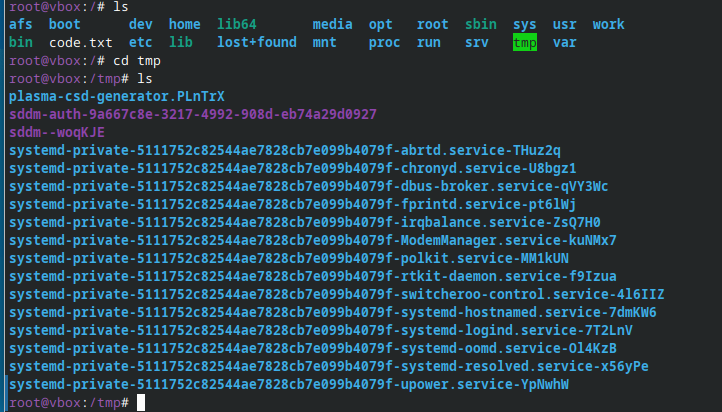 root@vbox:/# ls
afs boot dev home lib64 media opt root sbin sys usr work
bin code.txt etc lib lost+found mnt proc run srv tmp var
root@vbox:/# cd tmp
root@vbox:/tmp# ls
plasma-csd-generator.PLnTrX
sddm-auth-9a667c8e-3217-4992-908d-eb74a29d0927
sddm--woqKJE
systemd-private-5111752c82544ae7828cb7e099b4079f-abrtd.service-THuz2q
systemd-private-5111752c82544ae7828cb7e099b4079f-chronyd.service-U8bgz1
systemd-private-5111752c82544ae7828cb7e099b4079f-dbus-broker.service-qVY3Wc
systemd-private-5111752c82544ae7828cb7e099b4079f-fprintd.service-pt6lWj
systemd-private-5111752c82544ae7828cb7e099b4079f-irqbalance.service-ZsQ7H0
systemd-private-5111752c82544ae7828cb7e099b4079f-ModemManager.service-kuNMx7
systemd-private-5111752c82544ae7828cb7e099b4079f-polkit.service-MM1kUN
systemd-private-5111752c82544ae7828cb7e099b4079f-rtkit-daemon.service-f9Izua
systemd-private-5111752c82544ae7828cb7e099b4079f-switcheroo-control.service-4l6IIZ
systemd-private-5111752c82544ae7828cb7e099b4079f-systemd-hostnamed.service-7dmKW6
systemd-private-5111752c82544ae7828cb7e099b4079f-systemd-logind.service-7T2LnV
systemd-private-5111752c82544ae7828cb7e099b4079f-systemd-oomd.service-Ol4KzB
systemd-private-5111752c82544ae7828cb7e099b4079f-systemd-resolved.service-x56yPe
systemd-private-5111752c82544ae7828cb7e099b4079f-upower.service-YpNwhW
root@vbox:/tmp#